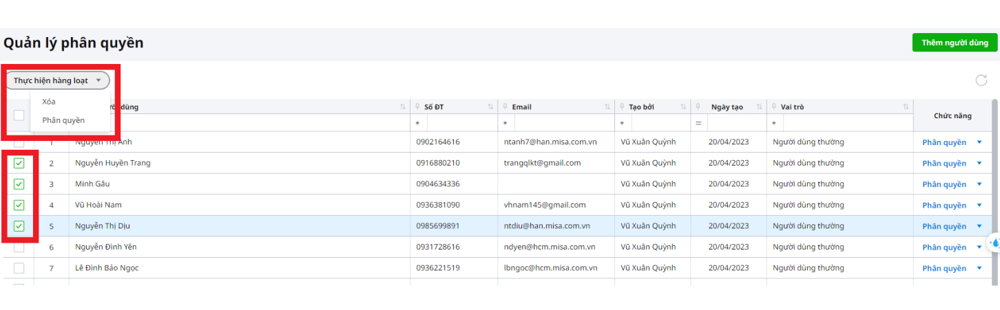 Quản lý phân quyền
Thêm người dùng
Thực hiện hàng loạt
Xóa
Phân quyền
dùng Số ĐT Email Tạo bởi Ngày tạo Vai trò Chức năng
* * * = *
1 Nguyễn Thị Anh 0902164616 ntanh7@han.misa.com.vn Vũ Xuân Quỳnh 20/04/2023 Người dùng thường Phân quyền
2 Nguyễn Huyền Trang 0916880210 trangqlkt@gmail.com Vũ Xuân Quỳnh 20/04/2023 Người dùng thường Phân quyền
3 Minh Gâu 0904634336 Vũ Xuân Quỳnh 20/04/2023 Người dùng thường Phân quyền
4 Vũ Hoài Nam 0936381090 vhnam145@gmail.com Vũ Xuân Quỳnh 20/04/2023 Người dùng thường Phân quyền
5 Nguyễn Thị Dịu 0985699891 ntdiu@han.misa.com.vn Vũ Xuân Quỳnh 20/04/2023 Người dùng thường Phân quyền
6 Nguyễn Đình Yên 0931728616 ndyen@hcm.misa.com.vn Vũ Xuân Quỳnh 20/04/2023 Người dùng thường Phân quyền
7 Lê Đình Bảo Ngọc 0936221519 lbngoc@hcm.misa.com.vn Vũ Xuân Quỳnh 20/04/2023 Người dùng thường Phân quyền